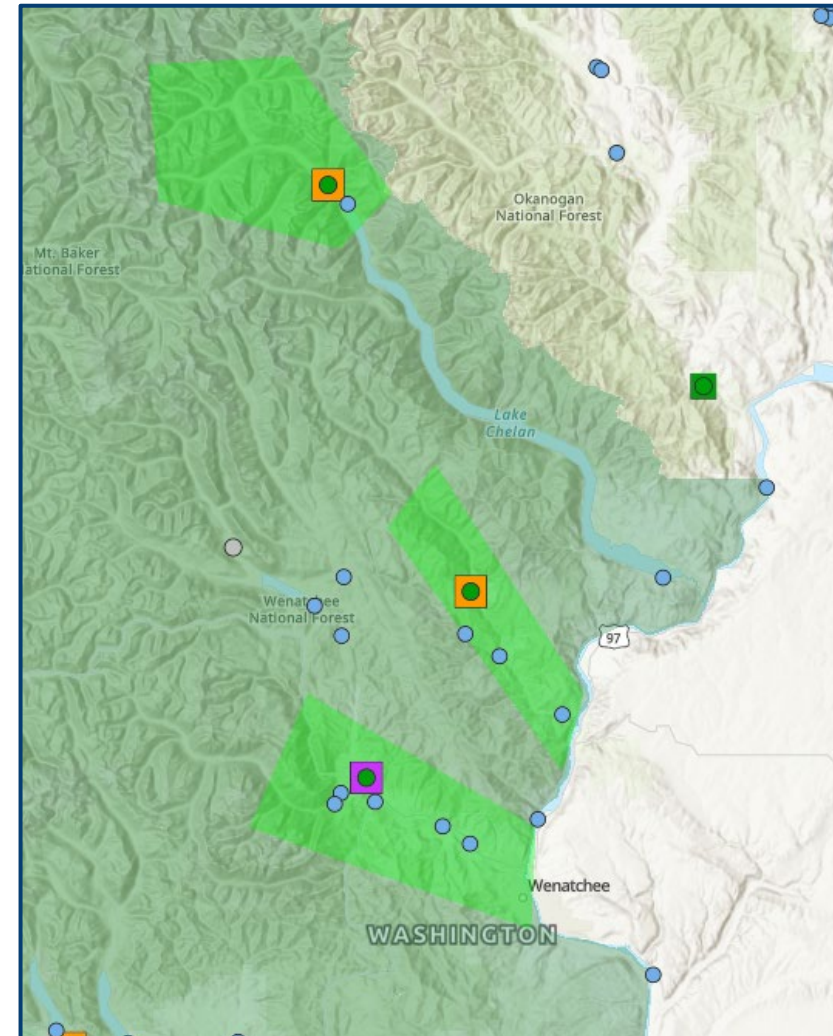 Okanogan
National Forest
Mt. Baker
ational Forest
Lake
Chelan
Wenatchee
National Forest
97
Wenatchee
WASHINGTON